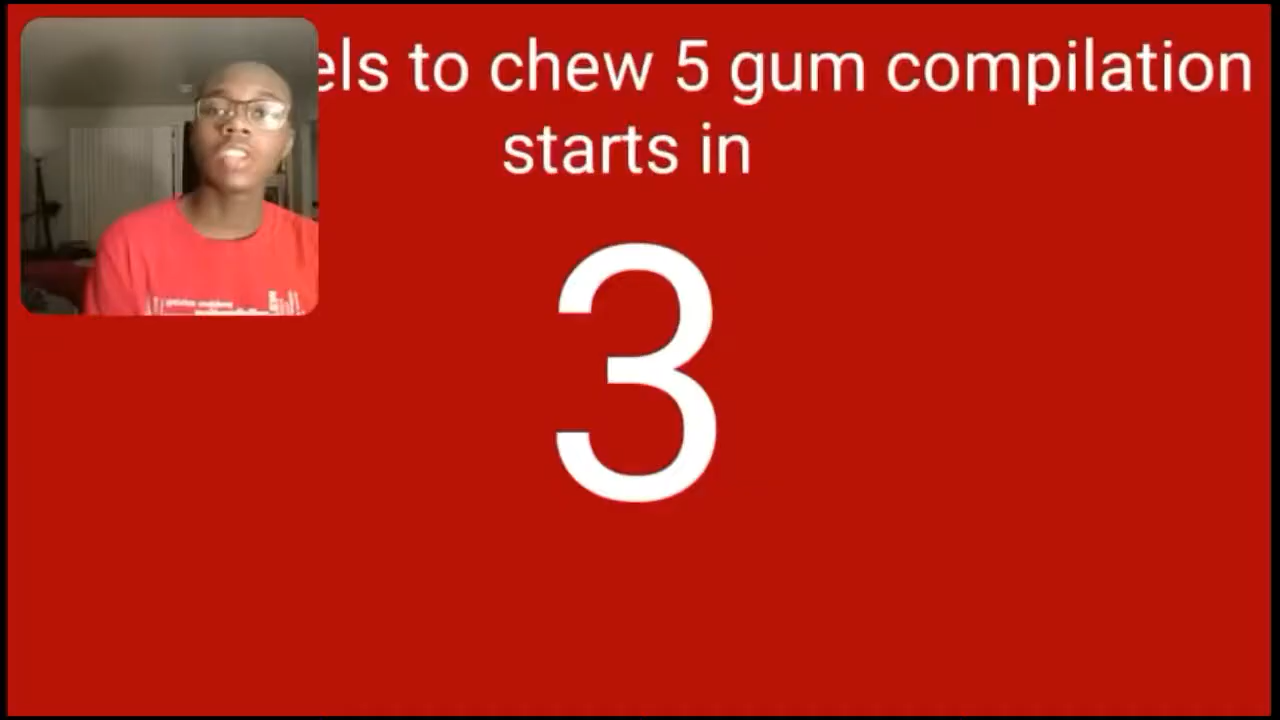 els to chew 5 gum compilation
starts in
3